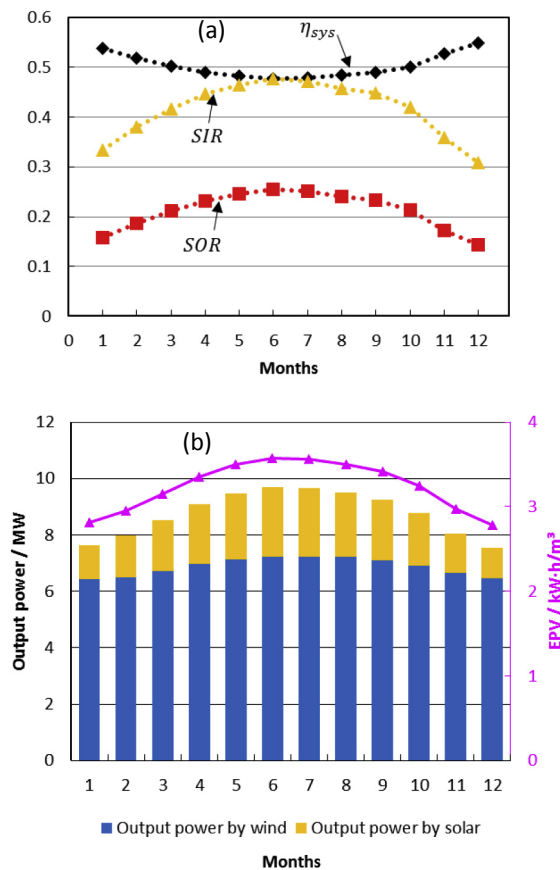 (a)
η_sys
SIR
SOR
0.6
0.5
0.4
0.3
0.2
0.1
0
0 1 2 3 4 5 6 7 8 9 10 11 12
Months
(b)
12
10
8
6
4
2
0
Output power / MW
4
3
2
1
0
EPV / kW·h/m³
1 2 3 4 5 6 7 8 9 10 11 12
Output power by wind Output power by solar
Months